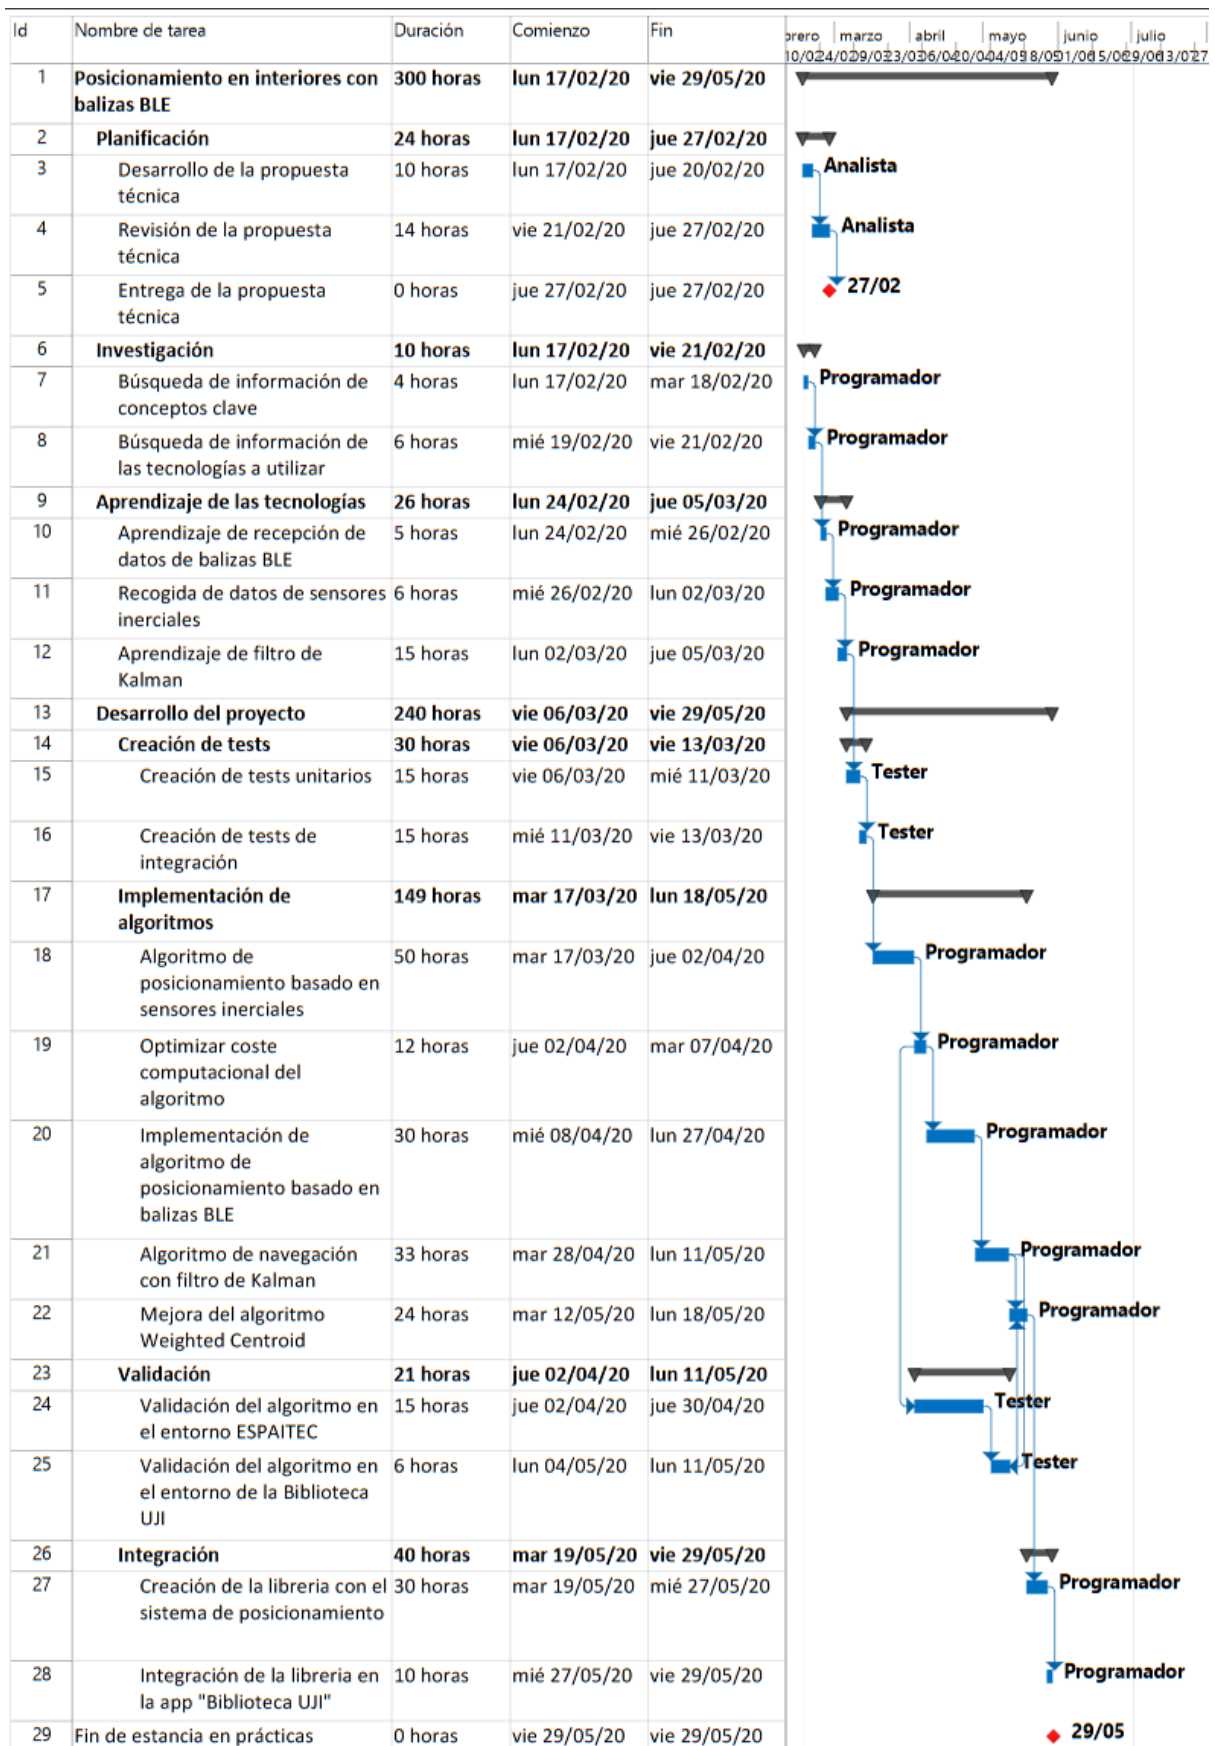 Id Nombre de tarea Duración Comienzo Fin
brero marzo abril mayo junio julio
10/02 24/02 09/03 23/03 06/04 20/04 04/05 18/05 01/06 15/06 29/06 13/07 27
1 Posicionamiento en interiores con 300 horas lun 17/02/20 vie 29/05/20
balizas BLE
2 Planificación 24 horas lun 17/02/20 jue 27/02/20
3 Desarrollo de la propuesta 10 horas lun 17/02/20 jue 20/02/20 Analista
técnica
4 Revisión de la propuesta 14 horas vie 21/02/20 jue 27/02/20 Analista
técnica
5 Entrega de la propuesta 0 horas jue 27/02/20 jue 27/02/20 27/02
técnica
6 Investigación 10 horas lun 17/02/20 vie 21/02/20
7 Búsqueda de información de 4 horas lun 17/02/20 mar 18/02/20 Programador
conceptos clave
8 Búsqueda de información de 6 horas mié 19/02/20 vie 21/02/20 Programador
las tecnologías a utilizar
9 Aprendizaje de las tecnologías 26 horas lun 24/02/20 jue 05/03/20
10 Aprendizaje de recepción de 5 horas lun 24/02/20 mié 26/02/20 Programador
datos de balizas BLE
11 Recogida de datos de sensores 6 horas mié 26/02/20 lun 02/03/20 Programador
inerciales
12 Aprendizaje de filtro de 15 horas lun 02/03/20 jue 05/03/20 Programador
Kalman
13 Desarrollo del proyecto 240 horas vie 06/03/20 vie 29/05/20
14 Creación de tests 30 horas vie 06/03/20 vie 13/03/20
15 Creación de tests unitarios 15 horas vie 06/03/20 mié 11/03/20 Tester
16 Creación de tests de 15 horas mié 11/03/20 vie 13/03/20 Tester
integración
17 Implementación de 149 horas mar 17/03/20 lun 18/05/20
algoritmos
18 Algoritmo de 50 horas mar 17/03/20 jue 02/04/20 Programador
posicionamiento basado en
sensores inerciales
19 Optimizar coste 12 horas jue 02/04/20 mar 07/04/20 Programador
computacional del
algoritmo
20 Implementación de 30 horas mié 08/04/20 lun 27/04/20 Programador
algoritmo de
posicionamiento basado en
balizas BLE
21 Algoritmo de navegación 33 horas mar 28/04/20 lun 11/05/20 Programador
con filtro de Kalman
22 Mejora del algoritmo 24 horas mar 12/05/20 lun 18/05/20 Programador
Weighted Centroid
23 Validación 21 horas jue 02/04/20 lun 11/05/20
24 Validación del algoritmo en 15 horas jue 02/04/20 jue 30/04/20 Tester
el entorno ESPAITEC
25 Validación del algoritmo en 6 horas lun 04/05/20 lun 11/05/20 Tester
el entorno de la Biblioteca
UJI
26 Integración 40 horas mar 19/05/20 vie 29/05/20
27 Creación de la libreria con el 30 horas mar 19/05/20 mié 27/05/20 Programador
sistema de posicionamiento
28 Integración de la libreria en 10 horas mié 27/05/20 vie 29/05/20 Programador
la app "Biblioteca UJI"
29 Fin de estancia en prácticas 0 horas vie 29/05/20 vie 29/05/20 29/05